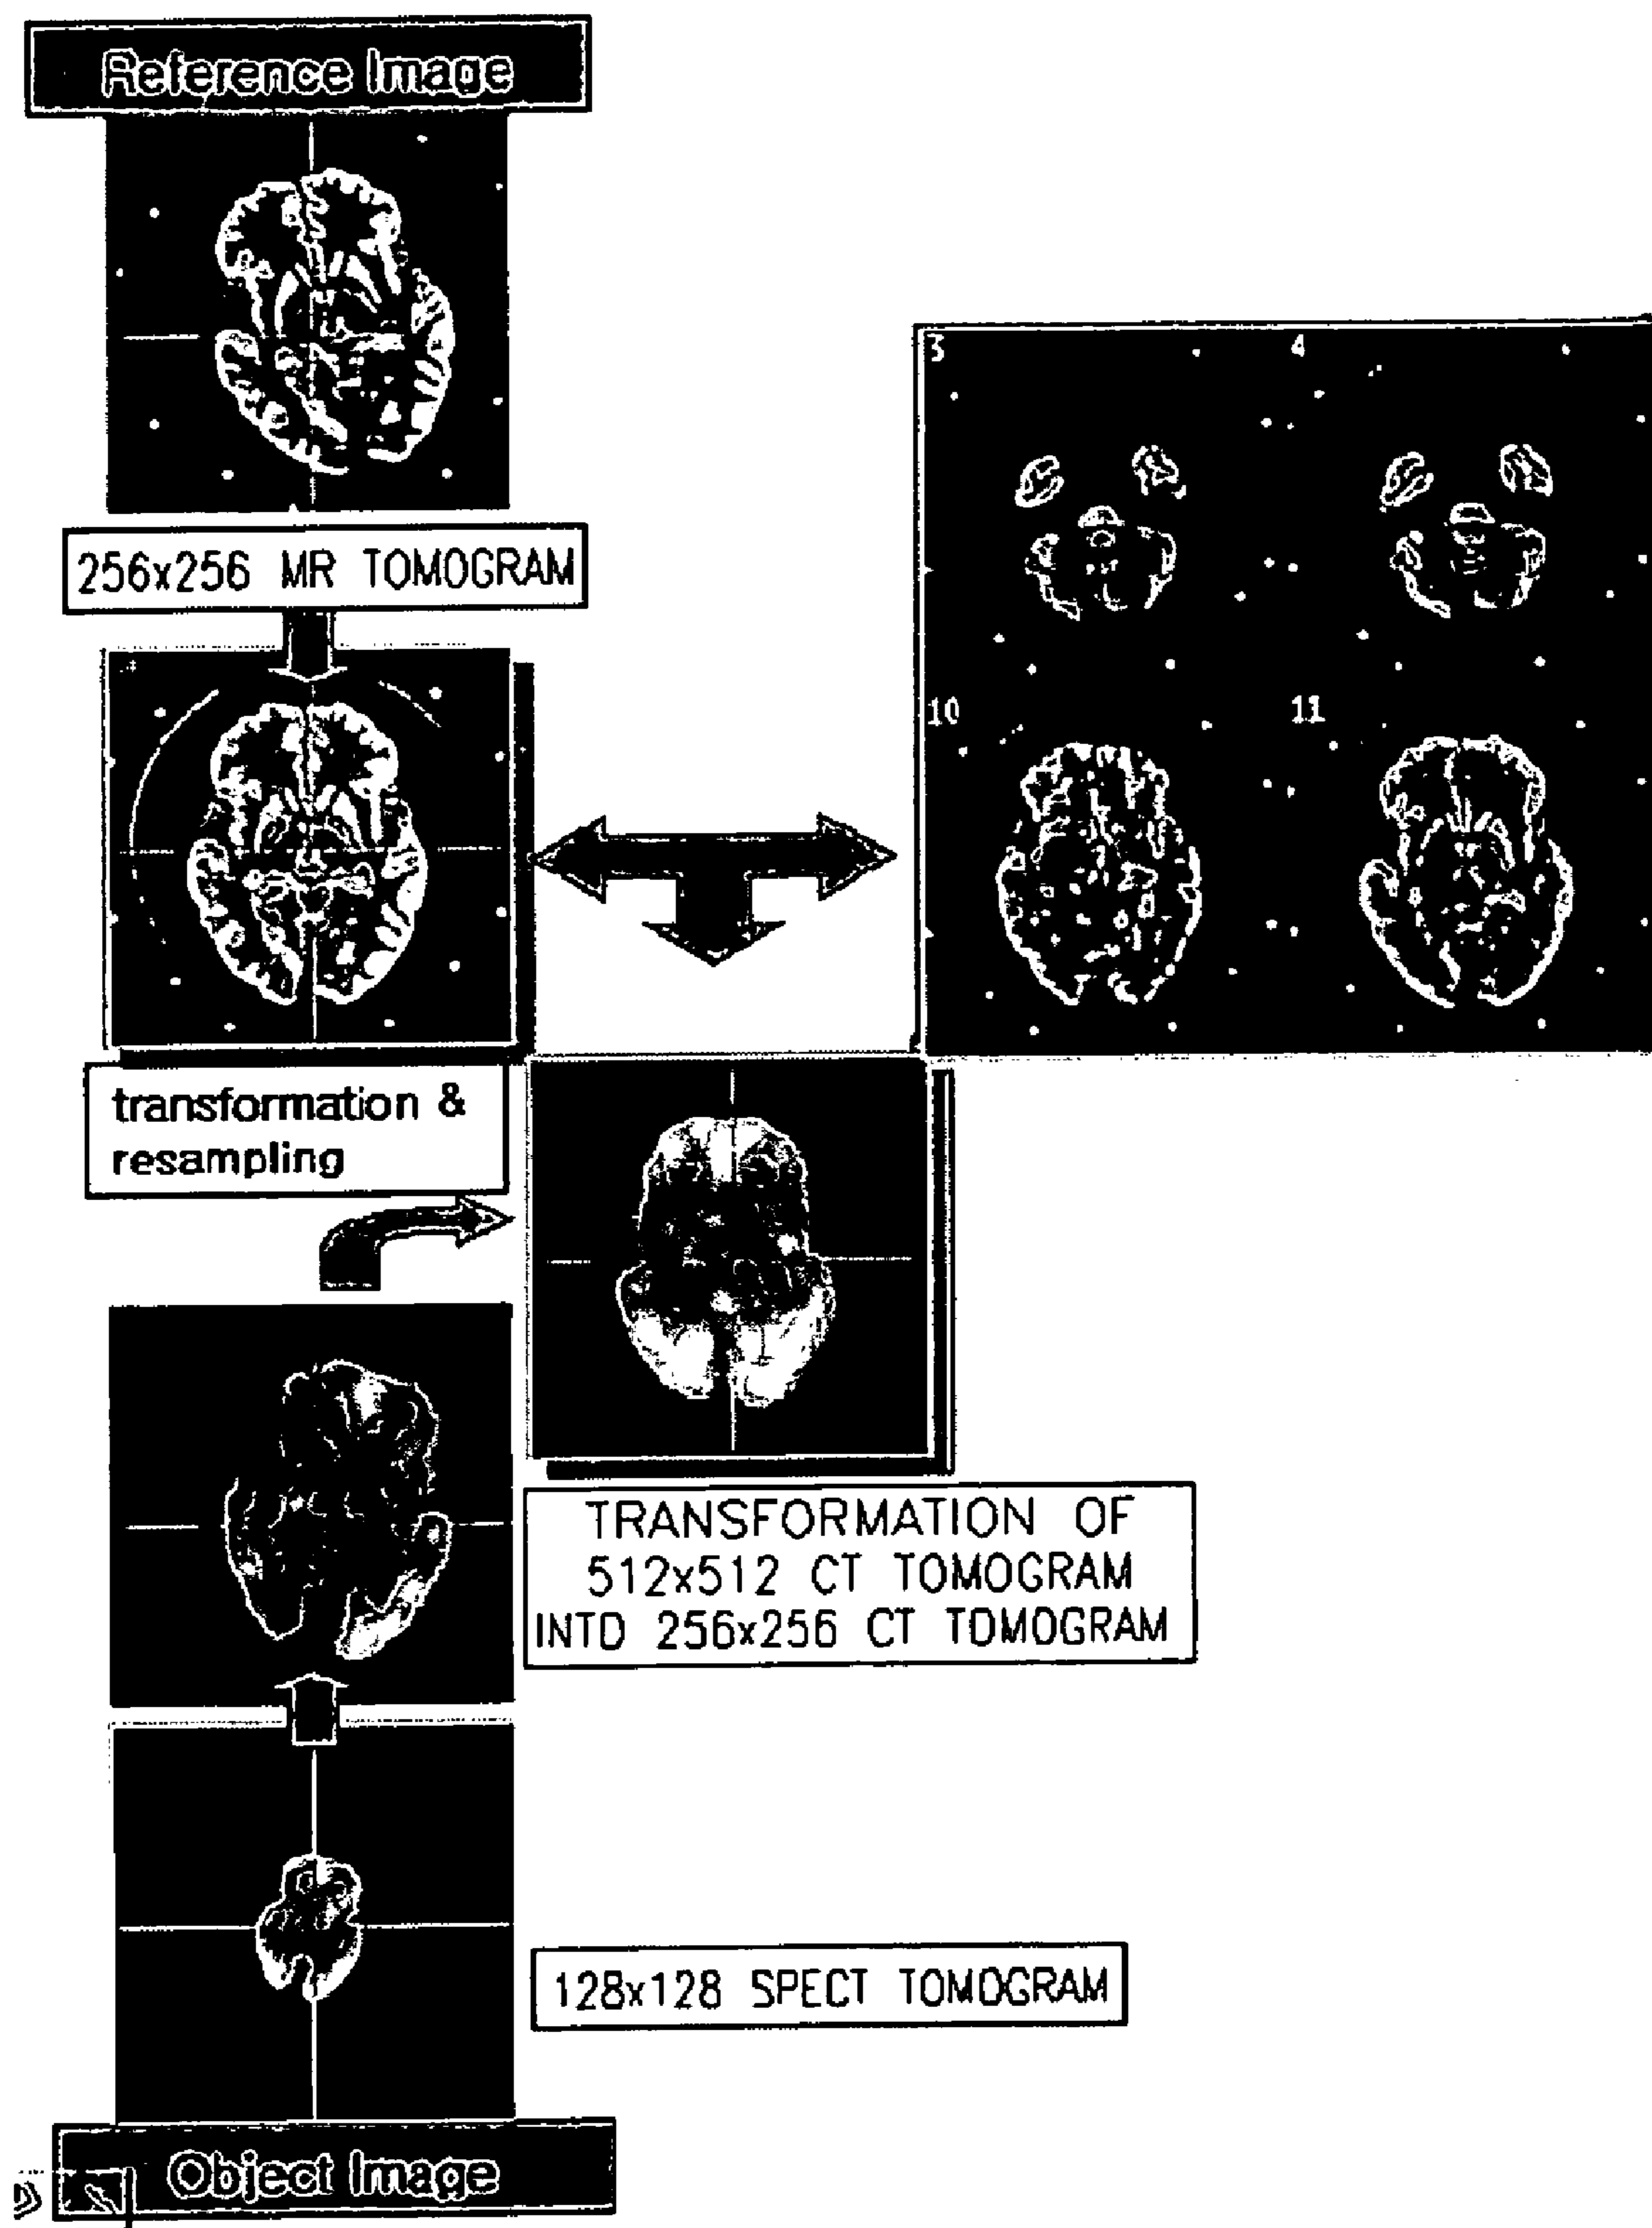 Reference Image
256x256 MR TOMOGRAM
3
4
10
11
transformation &
resampling
TRANSFORMATION OF
512x512 CT TOMOGRAM
INTO 256x256 CT TOMOGRAM
128x128 SPECT TOMOGRAM
Object Image